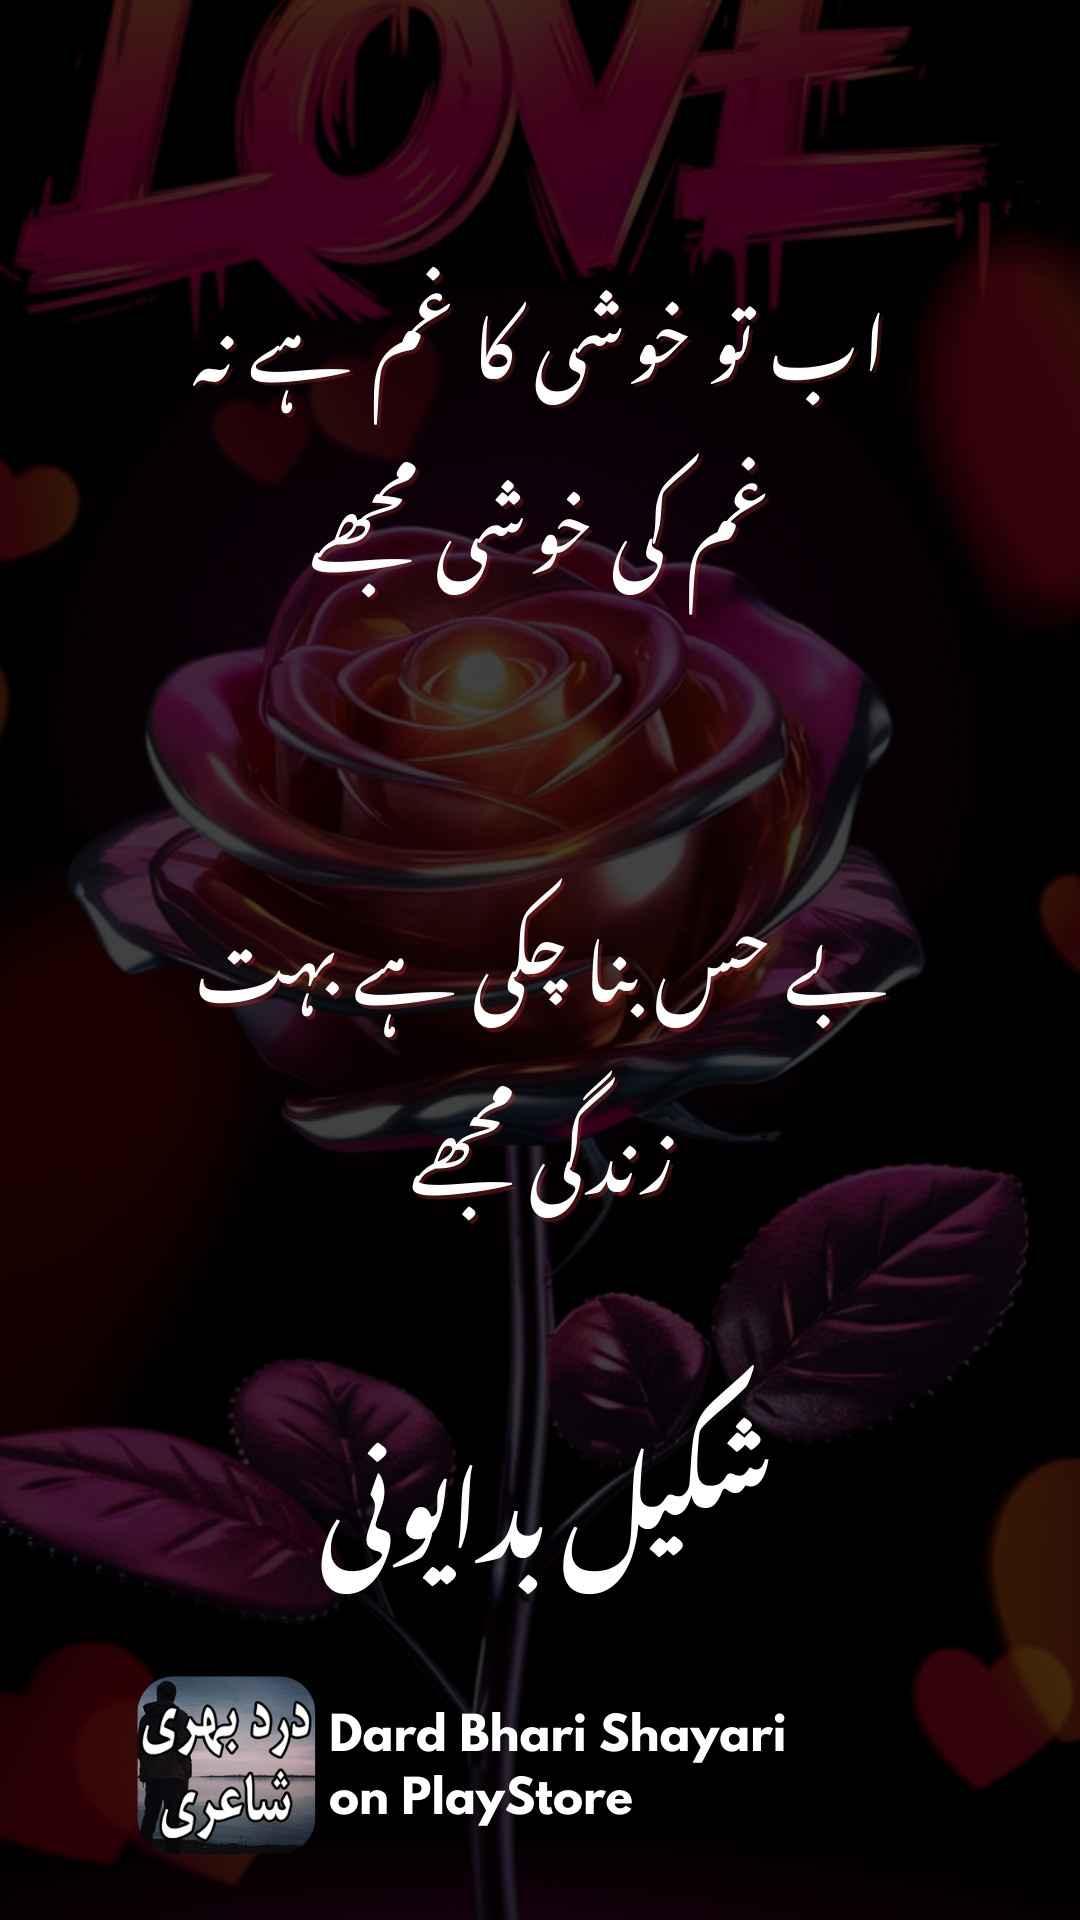 LOVE
اب تو خوشی کا غم ہے نہ
غم کی خوشی مجھے
بے حس بنا چکی ہے بہت
زندگی مجھے
شکیل بدایونی
درد بھری
شاعری
Dard Bhari Shayari
on PlayStore